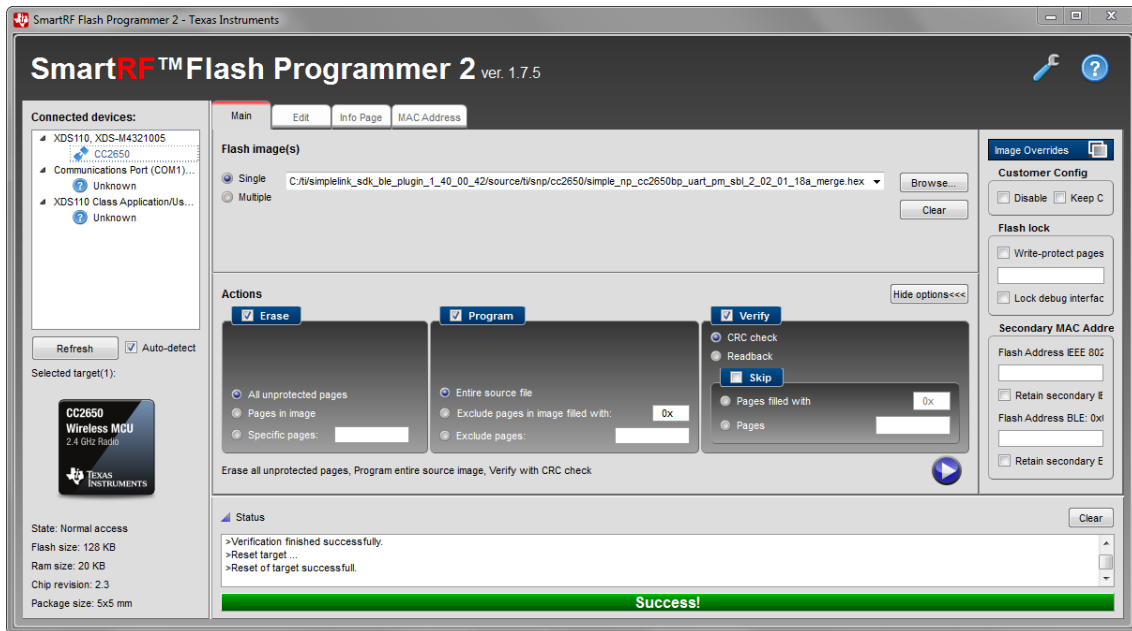 SmartRF Flash Programmer 2 - Texas Instruments
SmartRF™Flash Programmer 2 ver. 1.7.5
Connected devices:
XDS110, XDS-M4321005
CC2650
Communications Port (COM1)...
Unknown
XDS110 Class Application/Us...
Unknown
Refresh
Auto-detect
Selected target(1):
CC2650
Wireless MCU
2.4 GHz Radio
TEXAS
INSTRUMENTS
State: Normal access
Flash size: 128 KB
Ram size: 20 KB
Chip revision: 2.3
Package size: 5x5 mm
Main
Edit
Info Page
MAC Address
Flash image(s)
Single
C:/ti/simplelink_sdk_ble_plugin_1_40_00_42/source/ti/snp/cc2650/simple_np_cc2650bp_uart_pm_sbl_2_02_01_18a_merge.hex
Browse...
Multiple
Clear
Actions
Hide options<<<
Erase
All unprotected pages
Pages in image
Specific pages:
Program
Entire source file
Exclude pages in image filled with:
0x
Exclude pages:
Verify
CRC check
Readback
Skip
Pages filled with
0x
Pages
Erase all unprotected pages, Program entire source image, Verify with CRC check
Status
Clear
>Verification finished successfully.
>Reset target ...
>Reset of target successfull.
Success!
Image Overrides
Customer Config
Disable
Keep C
Flash lock
Write-protect pages
Lock debug interfac
Secondary MAC Addre
Flash Address IEEE 802
Retain secondary IE
Flash Address BLE: 0x(
Retain secondary E